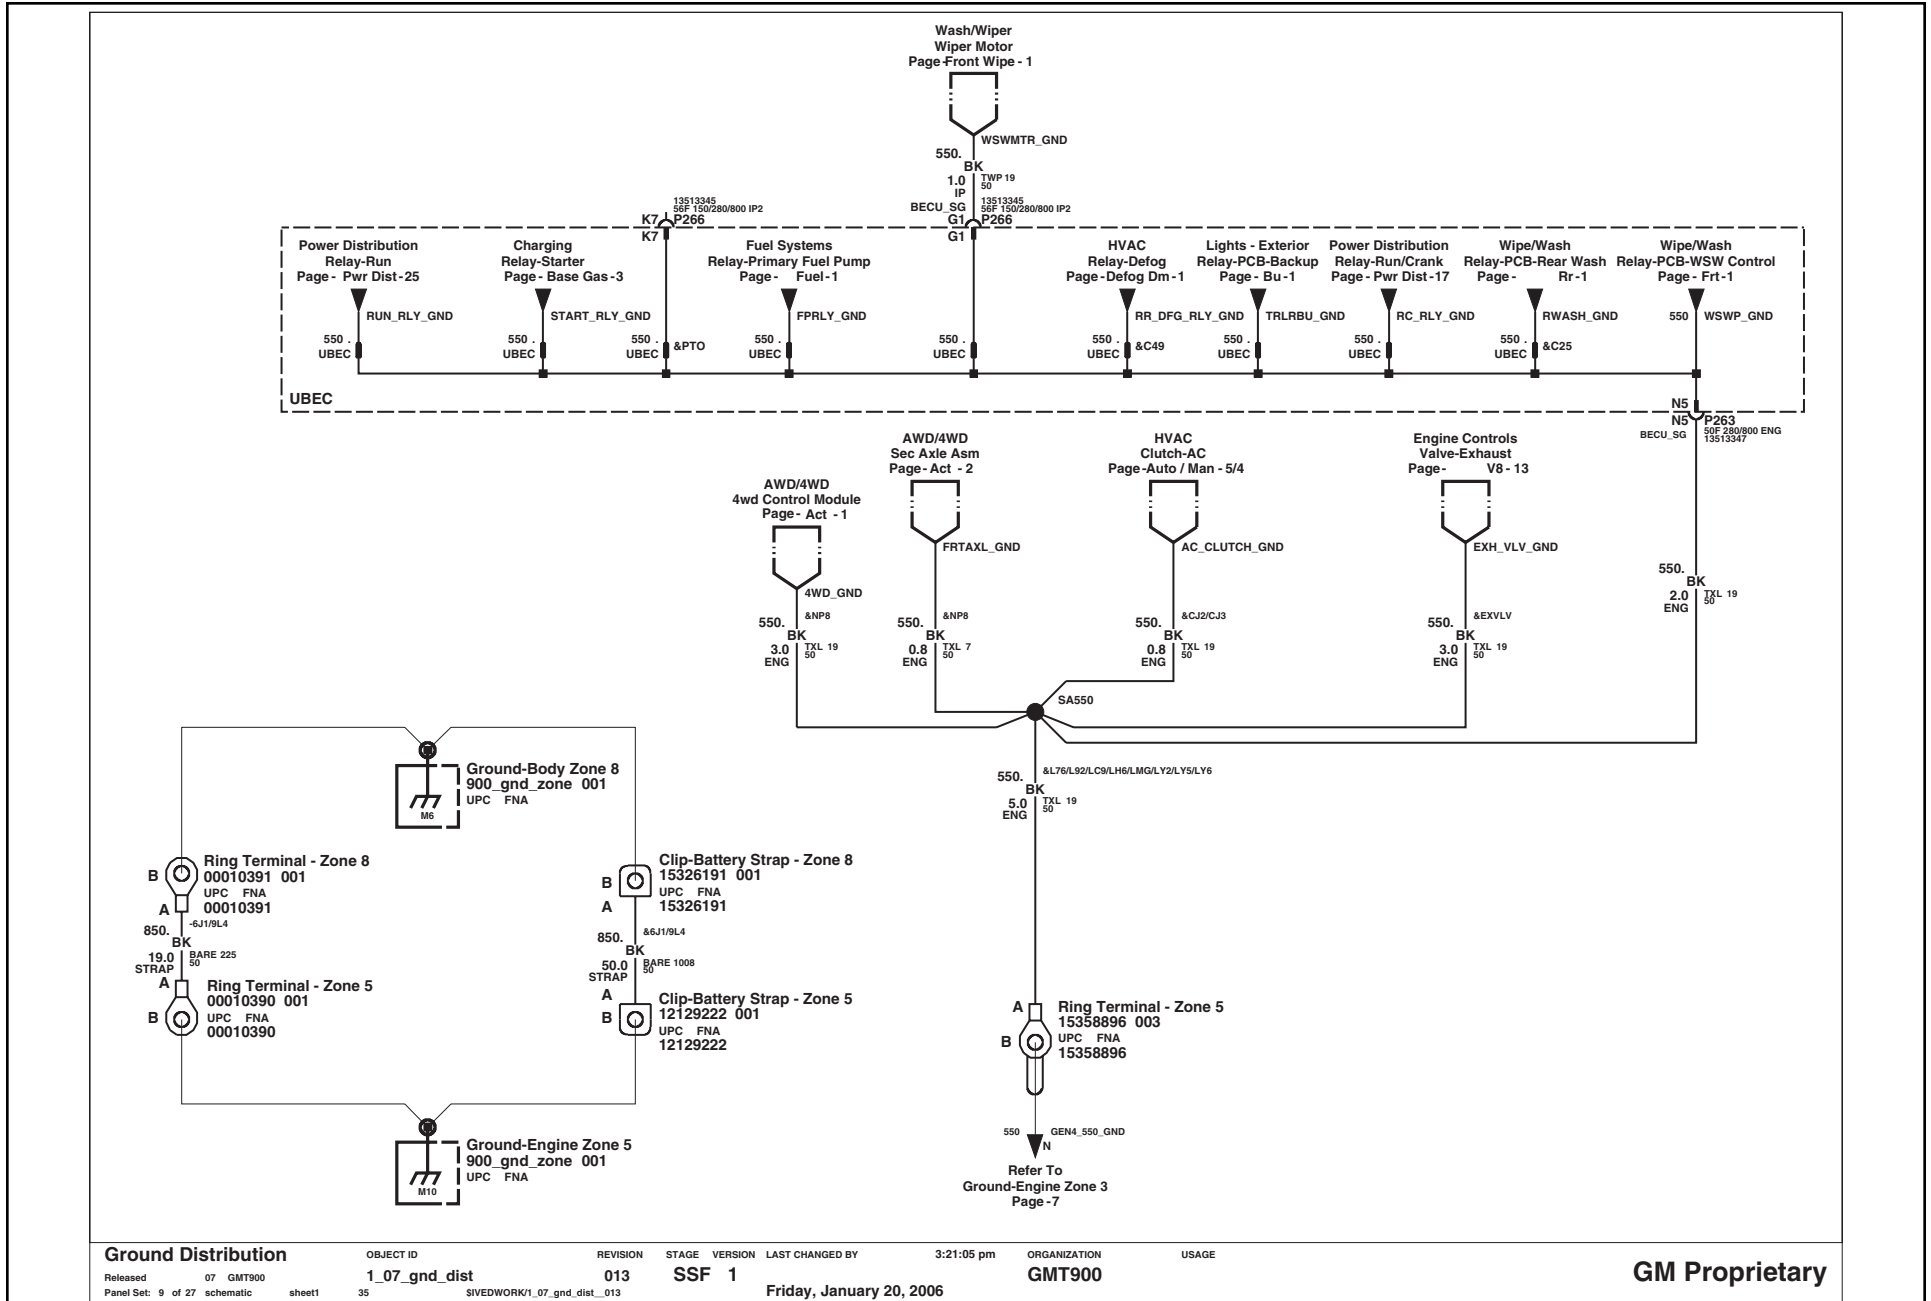 Wash/Wiper
Wiper Motor
Page-Front Wipe - 1
WSWMTR_GND
550.
BK
1.0
IP
TWP 19
50
BECU_SG
13513345
56F 150/280/800 IP2
G1 P266
G1
13513345
56F 150/280/800 IP2
K7 P266
K7
Power Distribution
Relay-Run
Page - Pwr Dist-25
RUN_RLY_GND
550 .
UBEC
Charging
Relay-Starter
Page - Base Gas-3
START_RLY_GND
550 .
UBEC
550 .
UBEC
&PTO
Fuel Systems
Relay-Primary Fuel Pump
Page - Fuel-1
FPRLY_GND
550 .
UBEC
550 .
UBEC
HVAC
Relay-Defog
Page -Defog Dm-1
RR_DFG_RLY_GND
550 .
UBEC
&C49
Lights - Exterior
Relay-PCB-Backup
Page - Bu-1
TRLRBU_GND
550 .
UBEC
Power Distribution
Relay-Run/Crank
Page - Pwr Dist-17
RC_RLY_GND
550 .
UBEC
Wipe/Wash
Relay-PCB-Rear Wash
Page - Rr-1
RWASH_GND
550 .
UBEC
&C25
Wipe/Wash
Relay-PCB-WSW Control
Page - Frt-1
550 WSWP_GND
UBEC
N5
N5 P263
BECU_SG
50F 280/800 ENG
13513347
AWD/4WD
4wd Control Module
Page - Act - 1
4WD_GND
&NP8
550.
BK
3.0
ENG
TXL 19
50
AWD/4WD
Sec Axle Asm
Page - Act - 2
FRTAXL_GND
&NP8
550.
BK
0.8
ENG
TXL 7
50
HVAC
Clutch-AC
Page -Auto / Man - 5/4
AC_CLUTCH_GND
&CJ2/CJ3
550.
BK
0.8
ENG
TXL 19
50
Engine Controls
Valve-Exhaust
Page - V8 - 13
EXH_VLV_GND
&EXVLV
550.
BK
3.0
ENG
TXL 19
50
550.
BK
2.0
ENG
TXL 19
50
SA550
&L76/L92/LC9/LH6/LMG/LY2/LY5/LY6
550.
BK
5.0
ENG
TXL 19
50
Ground-Body Zone 8
900_gnd_zone 001
UPC FNA
M6
Ring Terminal - Zone 8
00010391 001
UPC FNA
00010391
B
A
-6J1/9L4
850.
BK
19.0
STRAP
BARE 225
50
A
B
Ring Terminal - Zone 5
00010390 001
UPC FNA
00010390
Clip-Battery Strap - Zone 8
15326191 001
UPC FNA
15326191
B
A
&6J1/9L4
850.
BK
50.0
STRAP
BARE 1008
50
A
B
Clip-Battery Strap - Zone 5
12129222 001
UPC FNA
12129222
Ground-Engine Zone 5
900_gnd_zone 001
UPC FNA
M10
A
B
Ring Terminal - Zone 5
15358896 003
UPC FNA
15358896
550 GEN4_550_GND
N
Refer To
Ground-Engine Zone 3
Page -7
Ground Distribution OBJECT ID REVISION STAGE VERSION LAST CHANGED BY 3:21:05 pm ORGANIZATION USAGE
Released 07 GMT900 1_07_gnd_dist 013 SSF 1 GMT900 GM Proprietary
Panel Set: 9 of 27 schematic sheet1 35 $IVEDWORK/1_07_gnd_dist__013 Friday, January 20, 2006